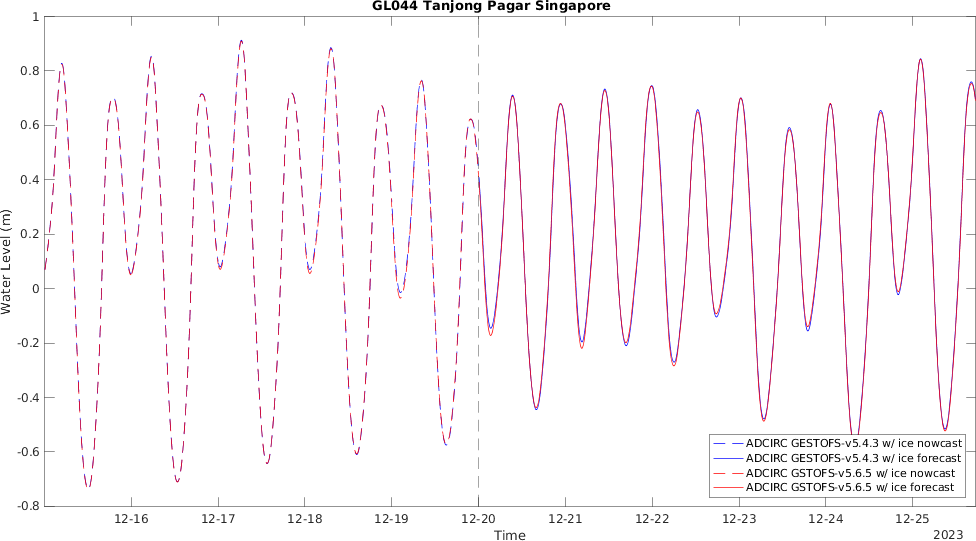 GL044 Tanjong Pagar Singapore
1
0.8
0.6
0.4
0.2
0
-0.2
-0.4
-0.6
-0.8
Water Level (m)
ADCIRC GESTOFS-v5.4.3 w/ ice nowcast
ADCIRC GESTOFS-v5.4.3 w/ ice forecast
ADCIRC GSTOFS-v5.6.5 w/ ice nowcast
ADCIRC GSTOFS-v5.6.5 w/ ice forecast
12-16 12-17 12-18 12-19 12-20 12-21 12-22 12-23 12-24 12-25
Time
2023